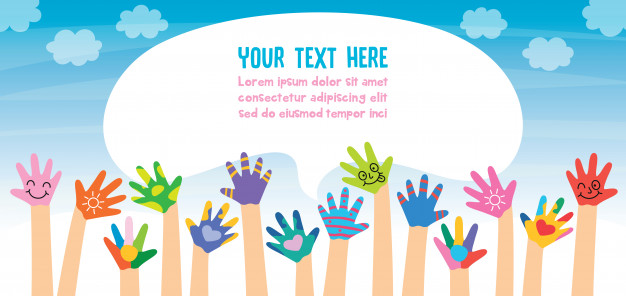 YOUR TEXT HERE
Lorem ipsum dolor sit amet
consectetur adipiscing elit
sed do eiusmod tempor inci